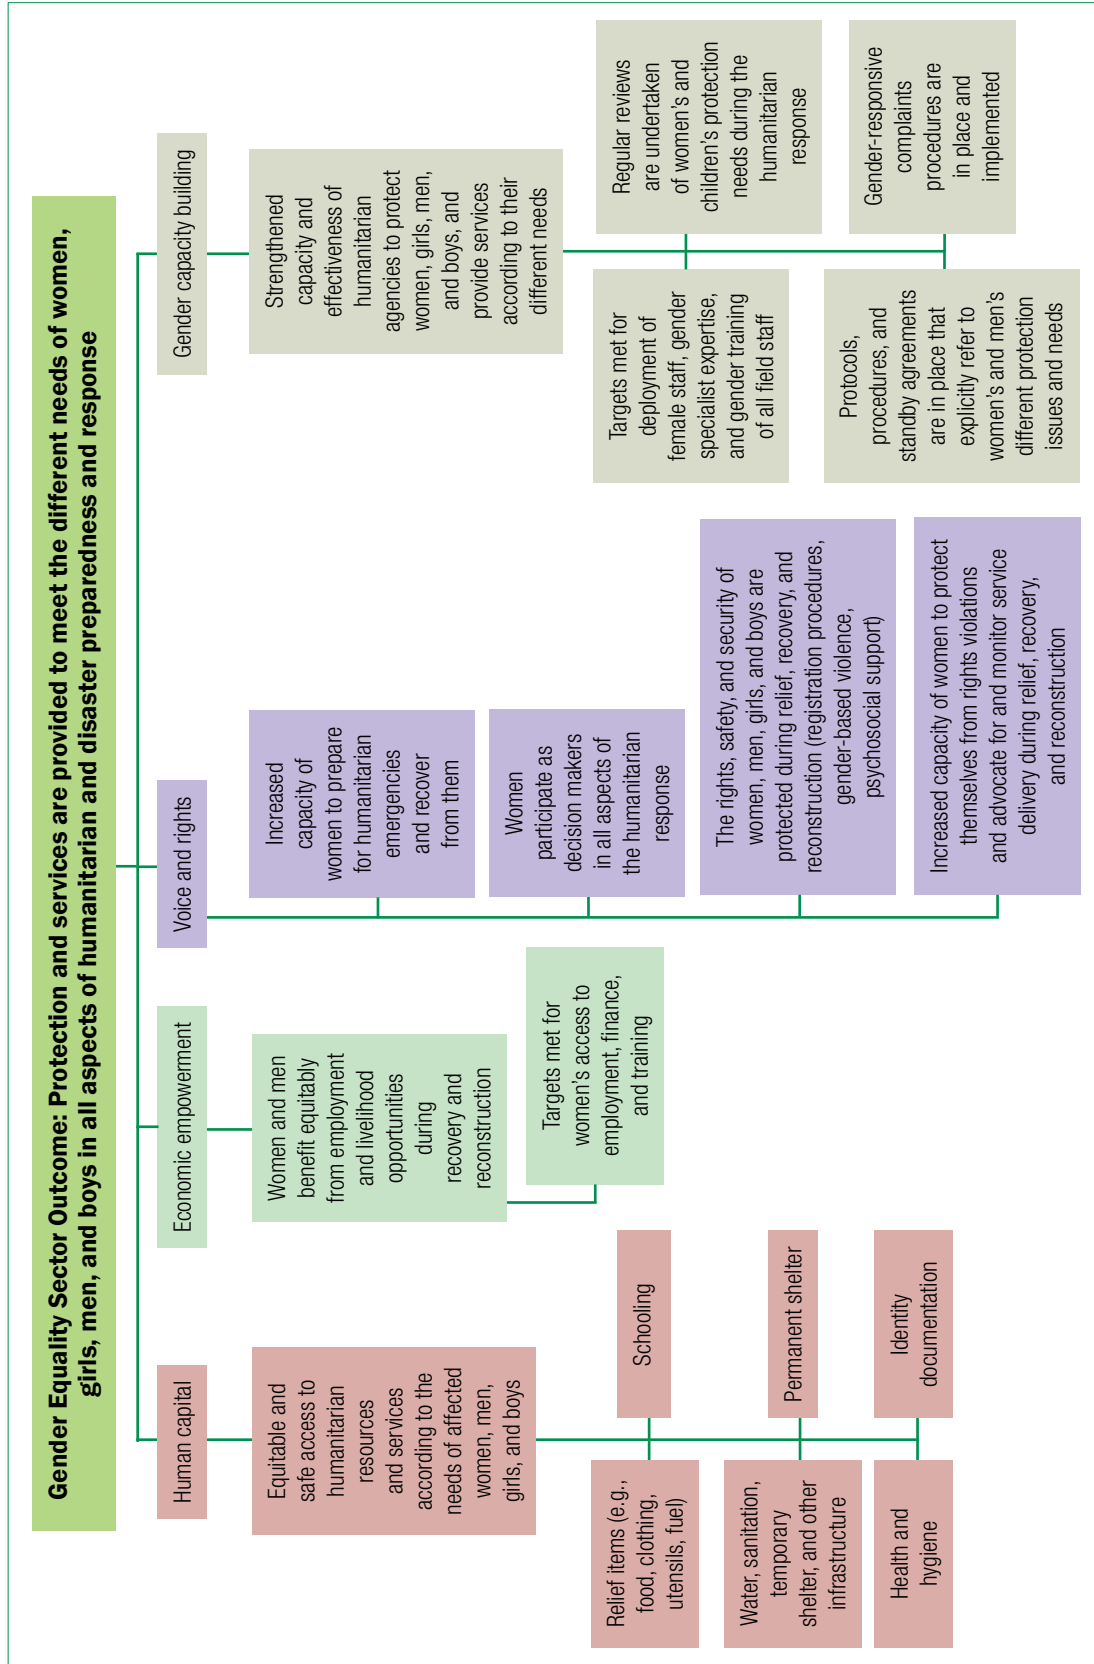 Gender Equality Sector Outcome: Protection and services are provided to meet the different needs of women,
girls, men, and boys in all aspects of humanitarian and disaster preparedness and response
Human capital
Equitable and
safe access to
humanitarian
resources
and services
according to the
needs of affected
women, men,
girls, and boys
Relief items (e.g.,
food, clothing,
utensils, fuel)
Schooling
Water, sanitation,
temporary
shelter, and other
infrastructure
Permanent shelter
Health and
hygiene
Identity
documentation
Economic empowerment
Women and men
benefit equitably
from employment
and livelihood
opportunities
during
recovery and
reconstruction
Targets met for
women's access to
employment, finance,
and training
Voice and rights
Increased
capacity of
women to prepare
for humanitarian
emergencies
and recover
from them
Women
participate as
decision makers
in all aspects of
the humanitarian
response
The rights, safety, and security of
women, men, girls, and boys are
protected during relief, recovery, and
reconstruction (registration procedures,
gender-based violence,
psychosocial support)
Increased capacity of women to protect
themselves from rights violations
and advocate for and monitor service
delivery during relief, recovery,
and reconstruction
Gender capacity building
Strengthened
capacity and
effectiveness of
humanitarian
agencies to protect
women, girls, men,
and boys, and
provide services
according to their
different needs
Targets met for
deployment of
female staff, gender
specialist expertise,
and gender training
of all field staff
Regular reviews
are undertaken
of women's and
children's protection
needs during the
humanitarian
response
Protocols,
procedures, and
standby agreements
are in place that
explicitly refer to
women's and men's
different protection
issues and needs
Gender-responsive
complaints
procedures are
in place and
implemented